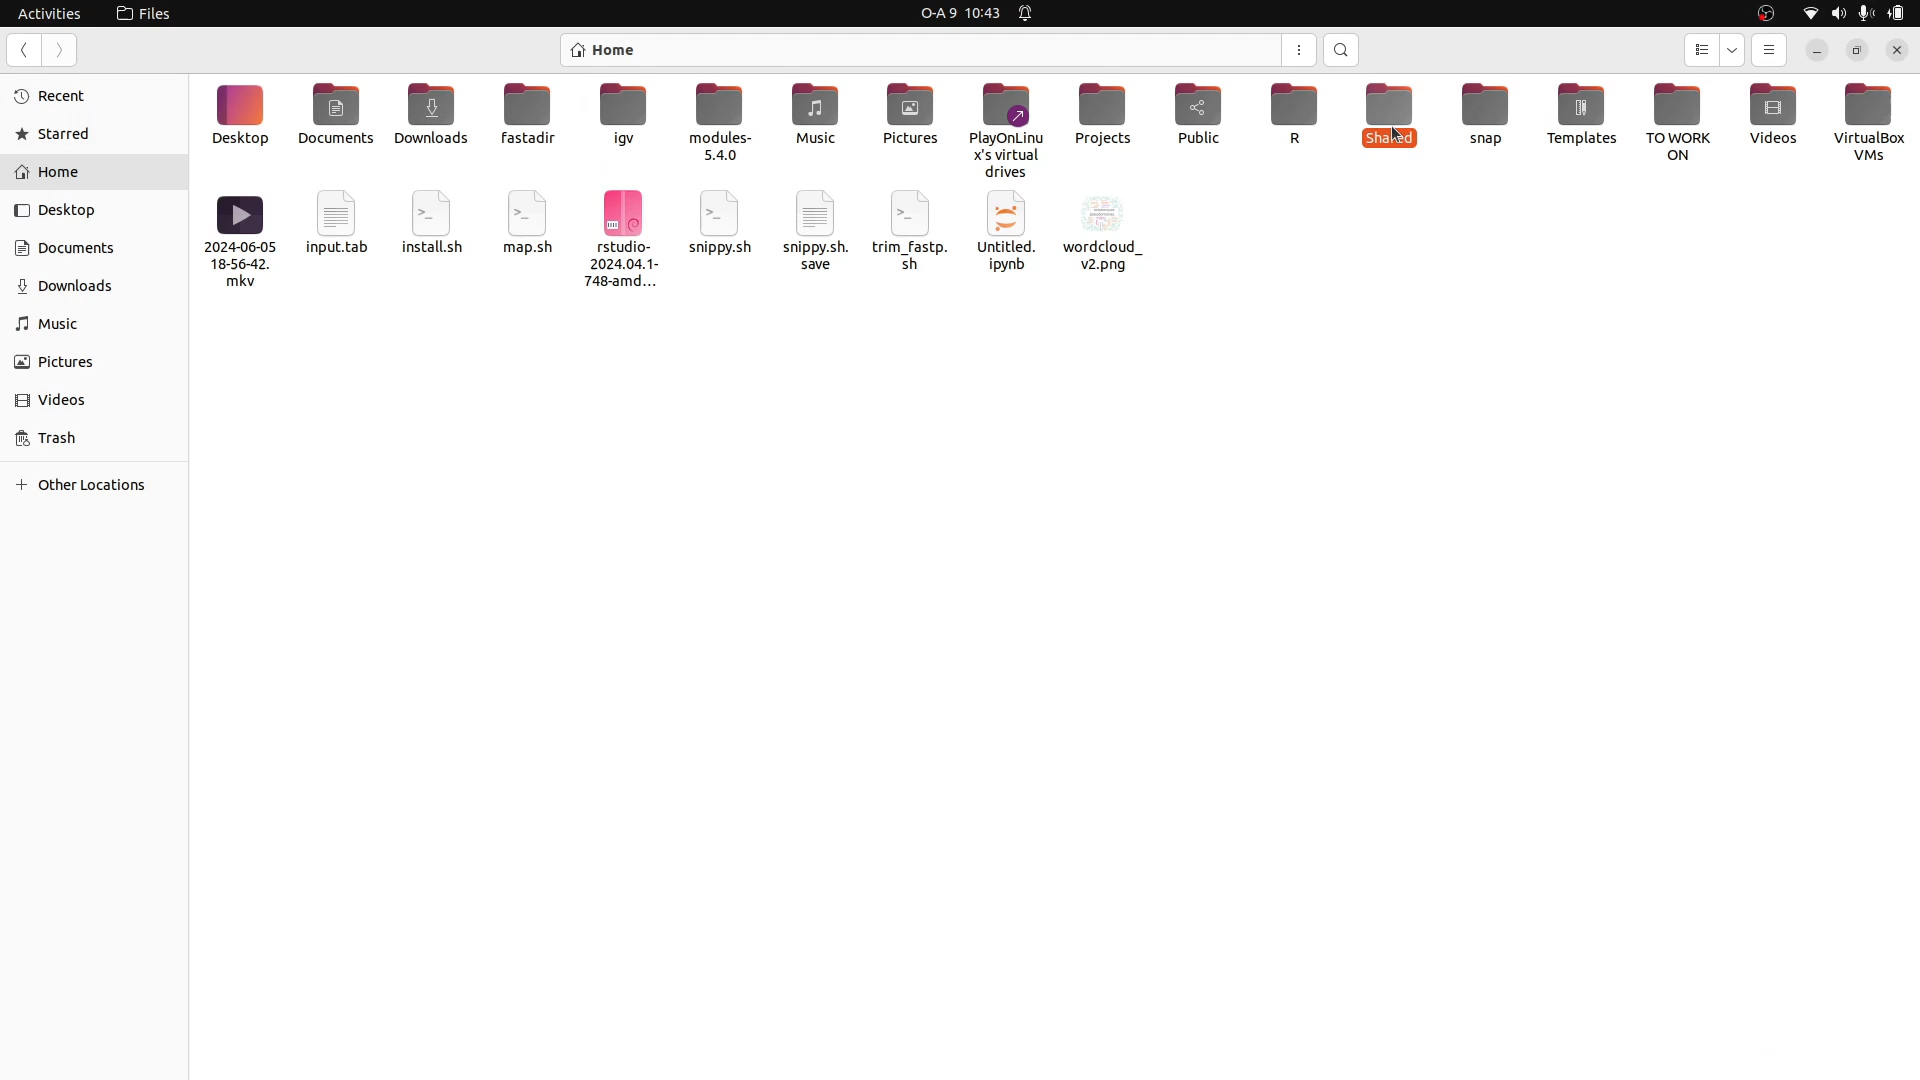 Activities
Files
O-A 9 10:43
Home
Recent
Starred
Home
Desktop
Documents
Downloads
Music
Pictures
Videos
Trash
Other Locations
Desktop
Documents
Downloads
fastadir
igv
modules-
5.4.0
Music
Pictures
PlayOnLinu
x's virtual
drives
Projects
Public
R
Shared
snap
Templates
TO WORK
ON
Videos
VirtualBox
VMs
2024-06-05
18-56-42.
mkv
input.tab
install.sh
map.sh
rstudio-
2024.04.1-
748-amd...
snippy.sh
snippy.sh.
save
trim_fastp.
sh
Untitled.
ipynb
wordcloud_
v2.png